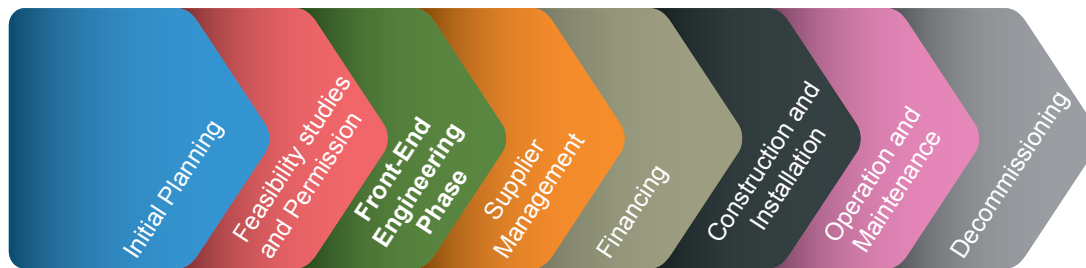 Initial Planning
Feasibility studies
and Permission
Front-End
Engineering
Phase
Supplier
Management
Financing
Construction and
Installation
Operation and
Maintenance
Decommissioning